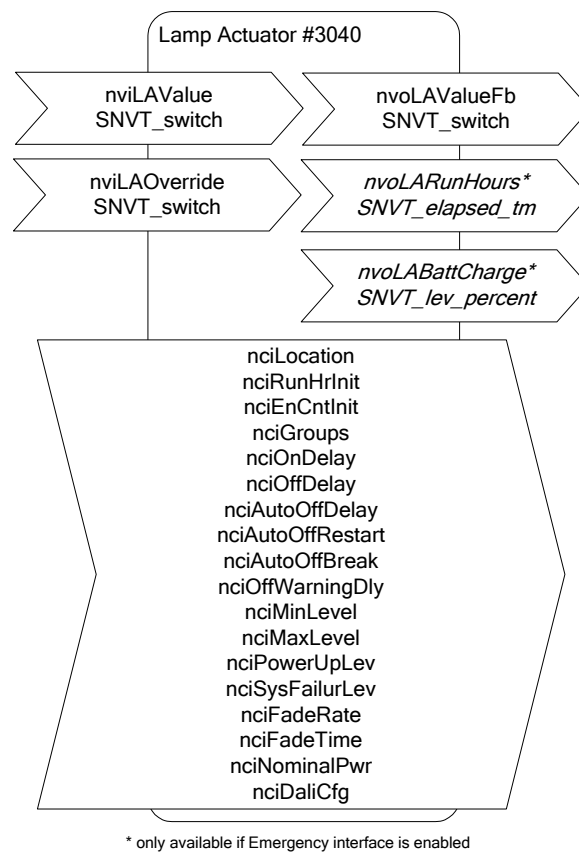 Lamp Actuator #3040
nviLAValue
SNVT_switch
nvoLAValueFb
SNVT_switch
nviLAOverride
SNVT_switch
nvoLARunHours*
SNVT_elapsed_tm
nvoLABattCharge*
SNVT_lev_percent
nciLocation
nciRunHrInit
nciEnCntInit
nciGroups
nciOnDelay
nciOffDelay
nciAutoOffDelay
nciAutoOffRestart
nciAutoOffBreak
nciOffWarningDly
nciMinLevel
nciMaxLevel
nciPowerUpLev
nciSysFailurLev
nciFadeRate
nciFadeTime
nciNominalPwr
nciDaliCfg
* only available if Emergency interface is enabled